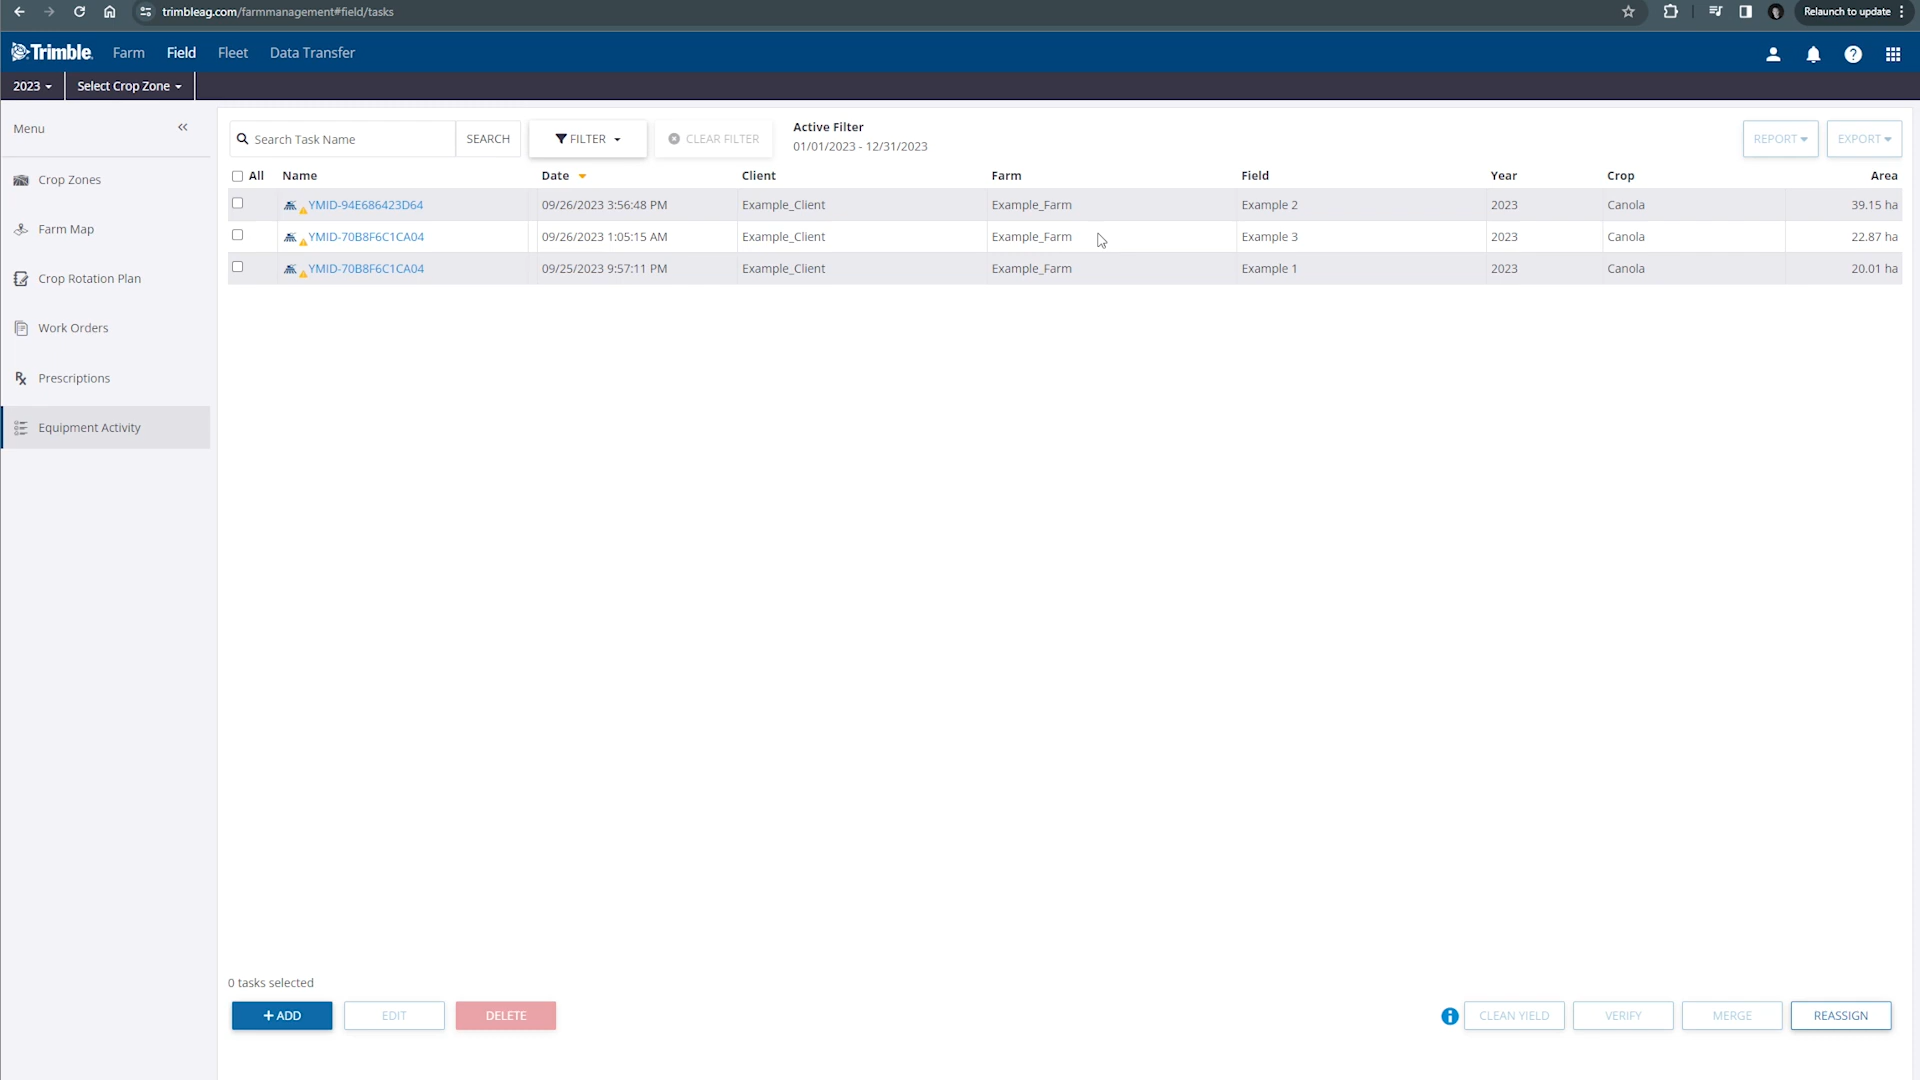 trimbleag.com/farmmanagement#field/tasks
Relaunch to update
Trimble.
Farm
Field
Fleet
Data Transfer
2023
Select Crop Zone
Menu
Crop Zones
Farm Map
Crop Rotation Plan
Work Orders
Prescriptions
Equipment Activity
Search Task Name
SEARCH
FILTER
CLEAR FILTER
Active Filter
01/01/2023 - 12/31/2023
REPORT
EXPORT
All Name Date Client Farm Field Year Crop Area
YMID-94E686423D64 09/26/2023 3:56:48 PM Example_Client Example_Farm Example 2 2023 Canola 39.15 ha
YMID-70B8F6C1CA04 09/26/2023 1:05:15 AM Example_Client Example_Farm Example 3 2023 Canola 22.87 ha
YMID-70B8F6C1CA04 09/25/2023 9:57:11 PM Example_Client Example_Farm Example 1 2023 Canola 20.01 ha
0 tasks selected
+ ADD
EDIT
DELETE
CLEAN YIELD
VERIFY
MERGE
REASSIGN